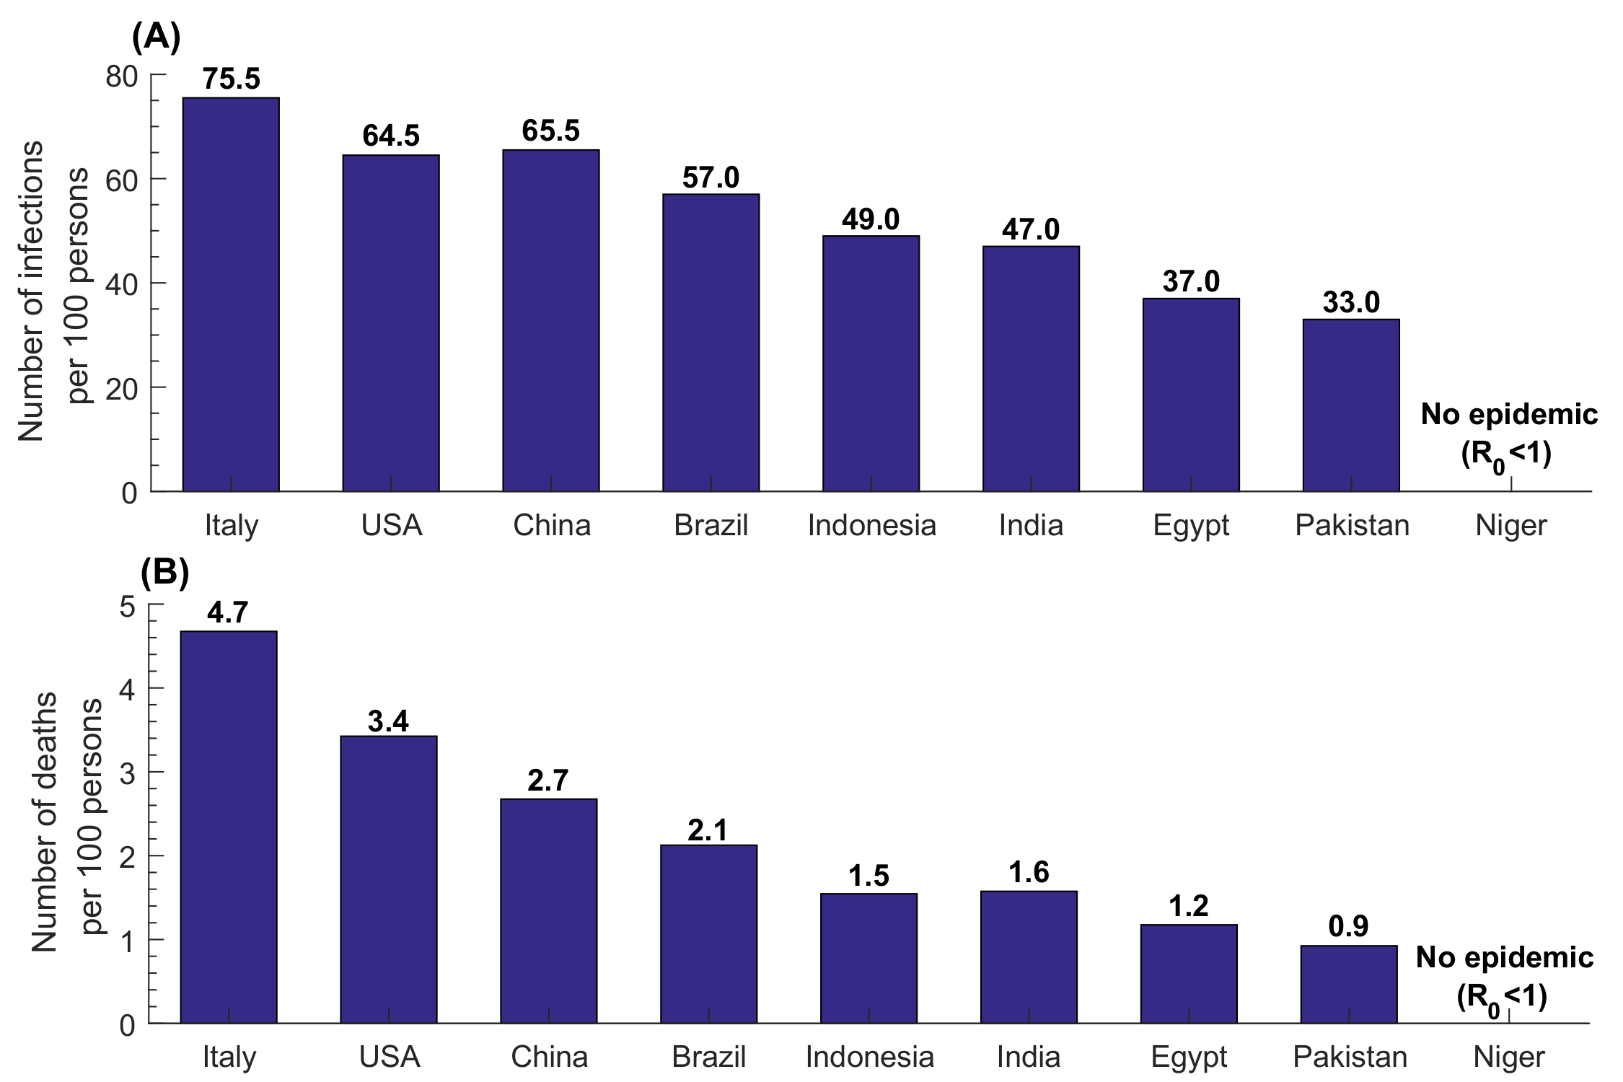 (A)
Number of infections
per 100 persons
80
60
40
20
0
75.5
64.5
65.5
57.0
49.0
47.0
37.0
33.0
No epidemic
(R0<1)
Italy
USA
China
Brazil
Indonesia
India
Egypt
Pakistan
Niger
(B)
Number of deaths
per 100 persons
5
4
3
2
1
0
4.7
3.4
2.7
2.1
1.5
1.6
1.2
0.9
No epidemic
(R0<1)
Italy
USA
China
Brazil
Indonesia
India
Egypt
Pakistan
Niger